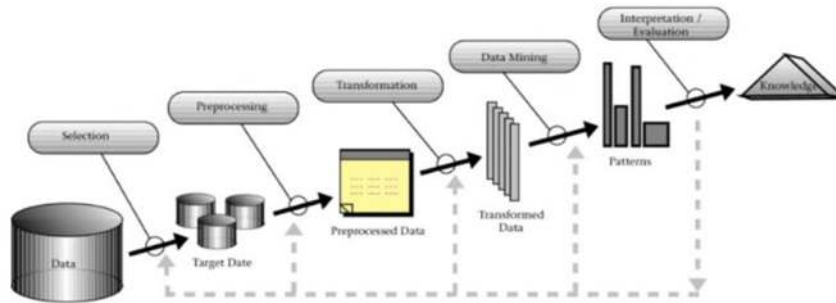 Interpretation /
Evaluation
Data Mining
Transformation
Preprocessing
Selection
Knowledge
Patterns
Transformed
Data
Preprocessed Data
Target Date
Data